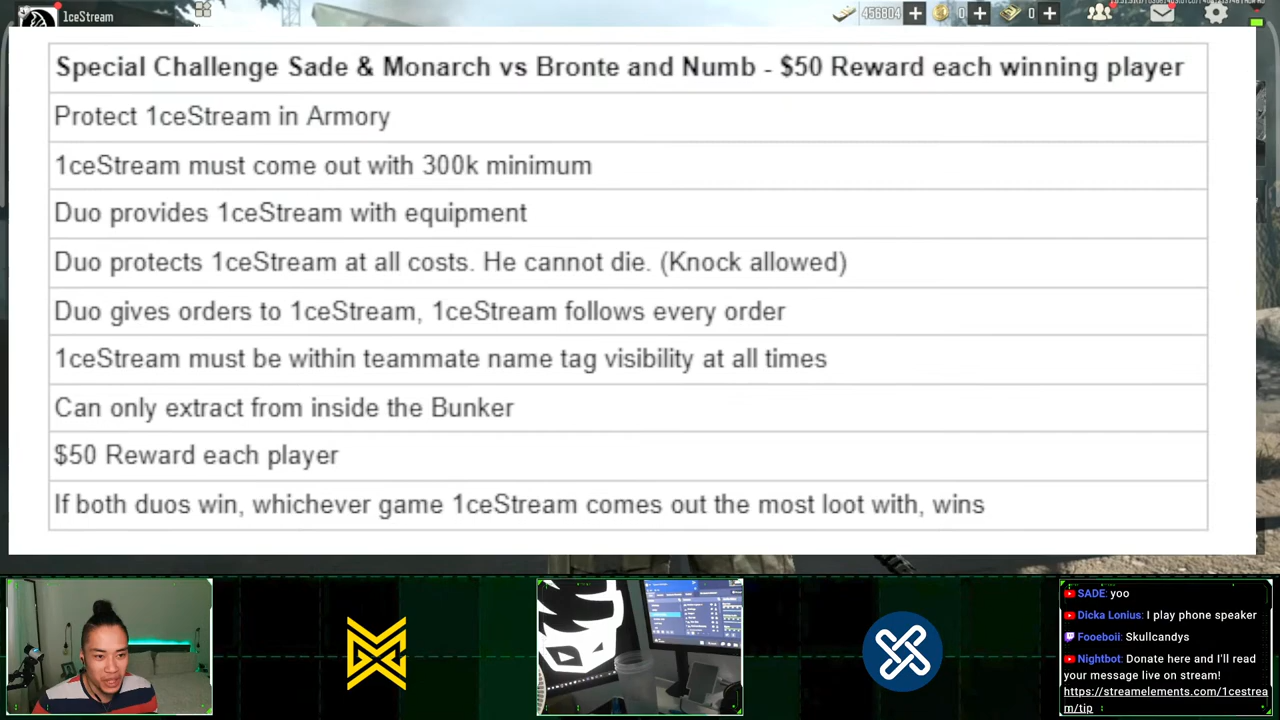 1ceStream
456804
0
0
Special Challenge Sade & Monarch vs Bronte and Numb - $50 Reward each winning player
Protect 1ceStream in Armory
1ceStream must come out with 300k minimum
Duo provides 1ceStream with equipment
Duo protects 1ceStream at all costs. He cannot die. (Knock allowed)
Duo gives orders to 1ceStream, 1ceStream follows every order
1ceStream must be within teammate name tag visibility at all times
Can only extract from inside the Bunker
$50 Reward each player
If both duos win, whichever game 1ceStream comes out the most loot with, wins
SADE: yoo
Dicka Lonius: I play phone speaker
Fooeboii: Skullcandys
Nightbot: Donate here and I'll read
your message live on stream!
https://streamelements.com/1cestrea
m/tip